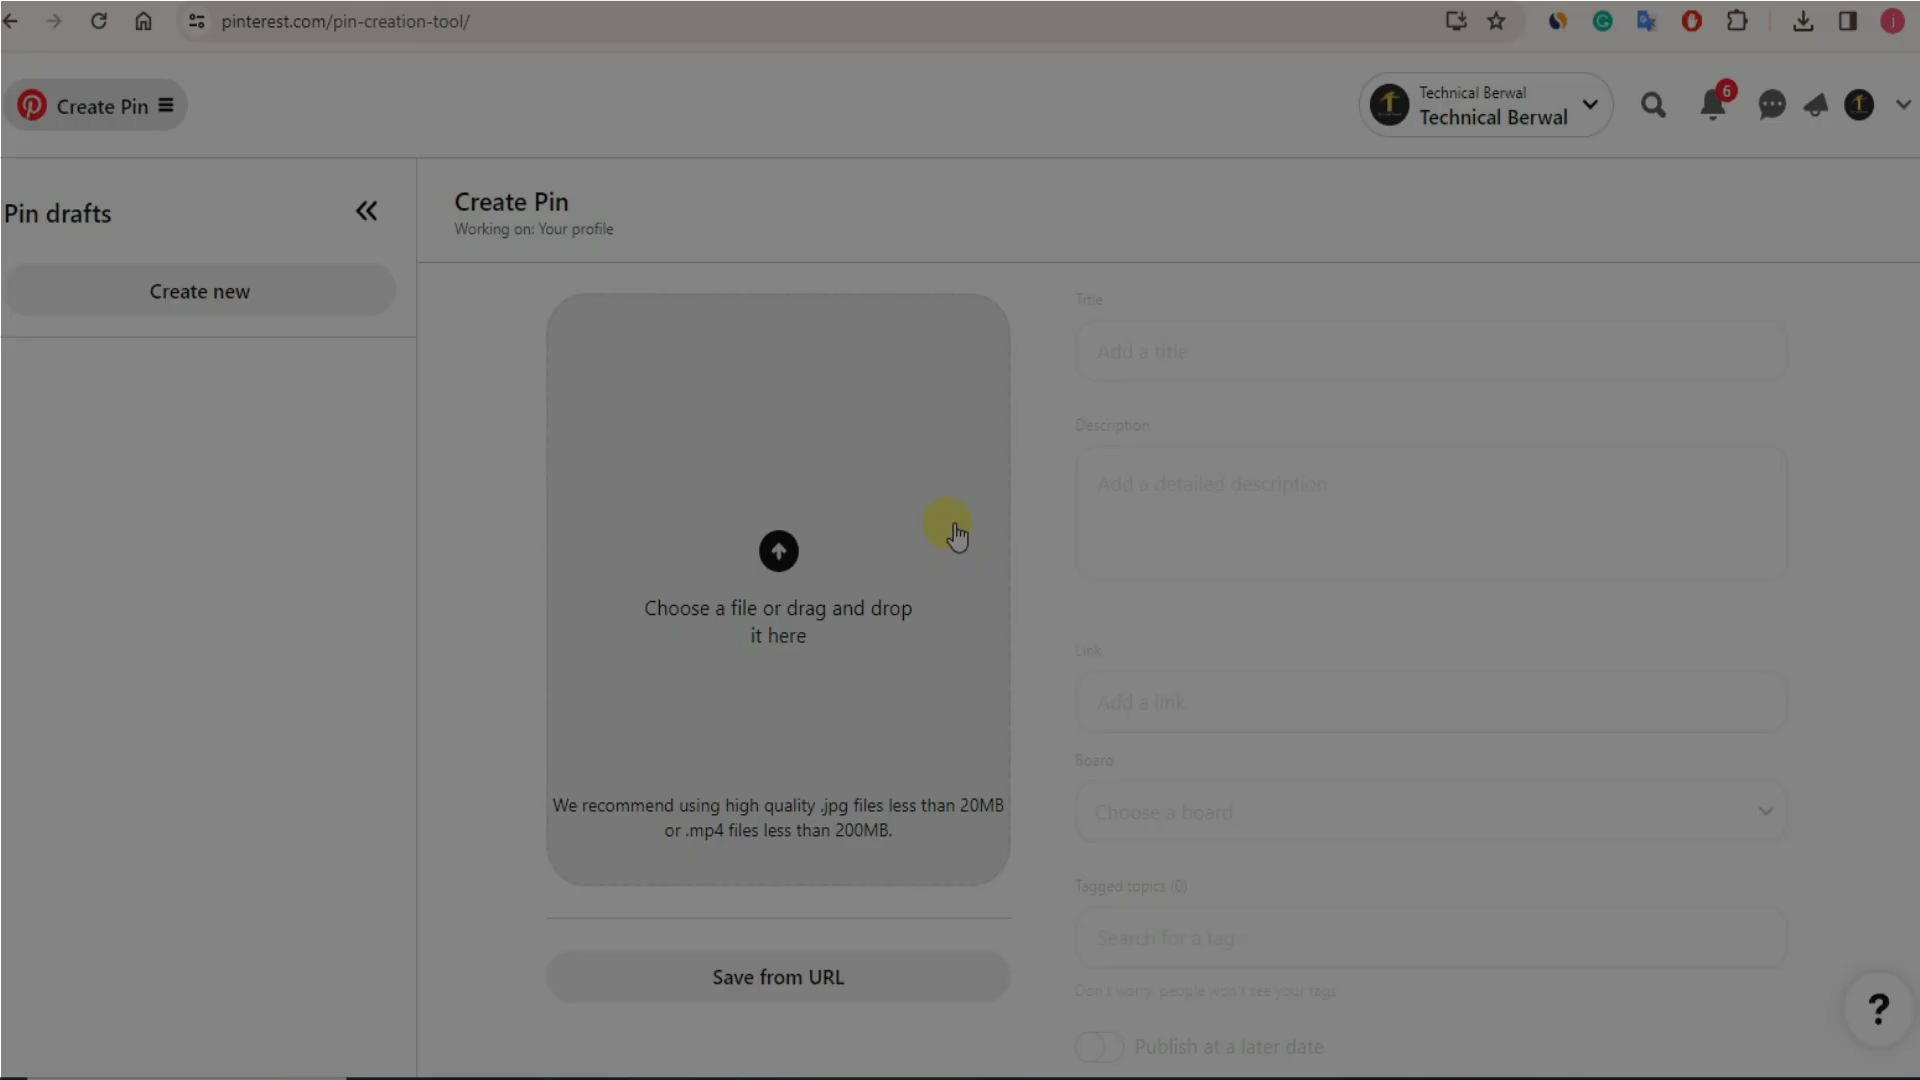 pinterest.com/pin-creation-tool/
j
Create Pin
Technical Berwal
Technical Berwal
6
Pin drafts
Create new
Create Pin
Working on: Your profile
Choose a file or drag and drop
it here
We recommend using high quality .jpg files less than 20MB
or .mp4 files less than 200MB.
Save from URL
Title
Add a title
Description
Add a detailed description
Link
Add a link
Board
Choose a board
Tagged topics (0)
Search for a tag
Don't worry, people won't see your tags
Publish at a later date
?